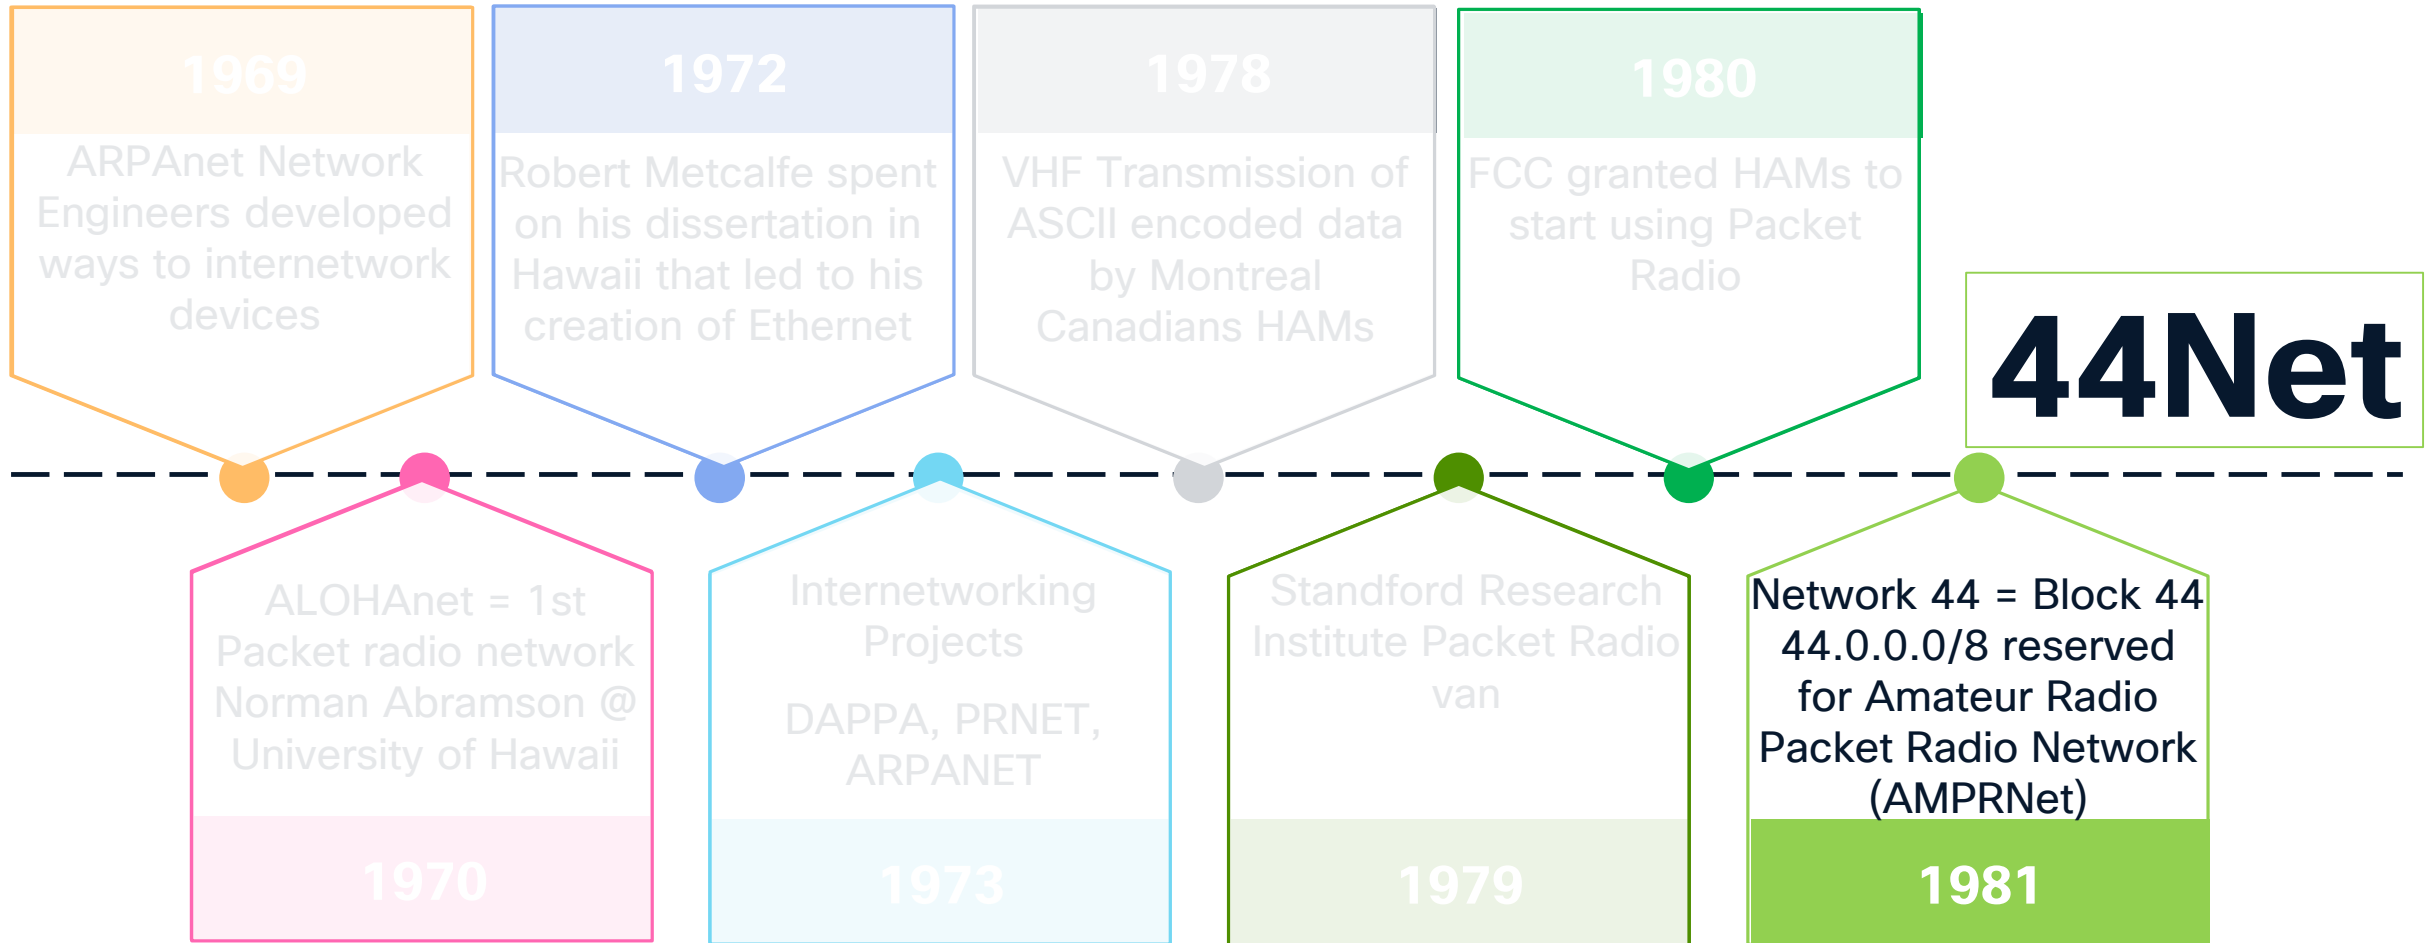 1969
ARPAnet Network
Engineers developed
ways to internetwork
devices
1972
Robert Metcalfe spent
on his dissertation in
Hawaii that led to his
creation of Ethernet
1978
VHF Transmission of
ASCII encoded data
by Montreal
Canadians HAMs
1980
FCC granted HAMs to
start using Packet
Radio
44Net
ALOHAnet = 1st
Packet radio network
Norman Abramson @
University of Hawaii
1970
Internetworking
Projects
DAPPA, PRNET,
ARPANET
1973
Standford Research
Institute Packet Radio
van
1979
Network 44 = Block 44
44.0.0.0/8 reserved
for Amateur Radio
Packet Radio Network
(AMPRNet)
1981